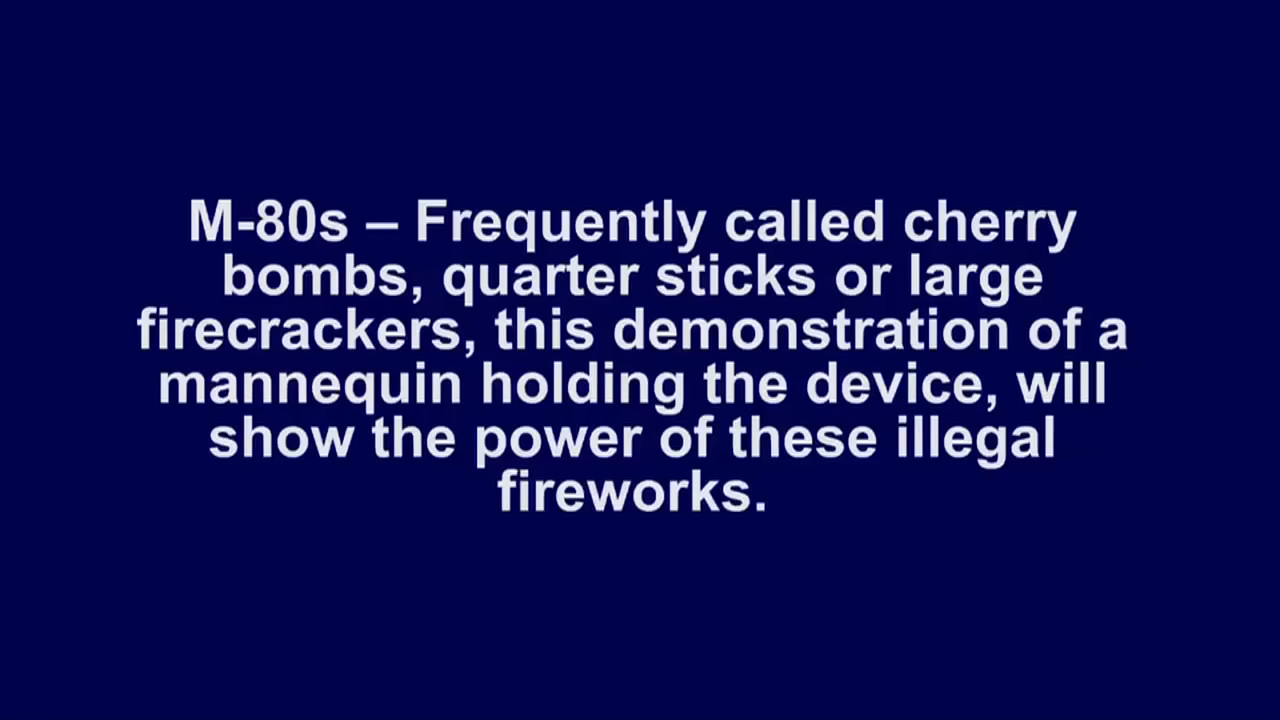 M-80s – Frequently called cherry
bombs, quarter sticks or large
firecrackers, this demonstration of a
mannequin holding the device, will
show the power of these illegal
fireworks.